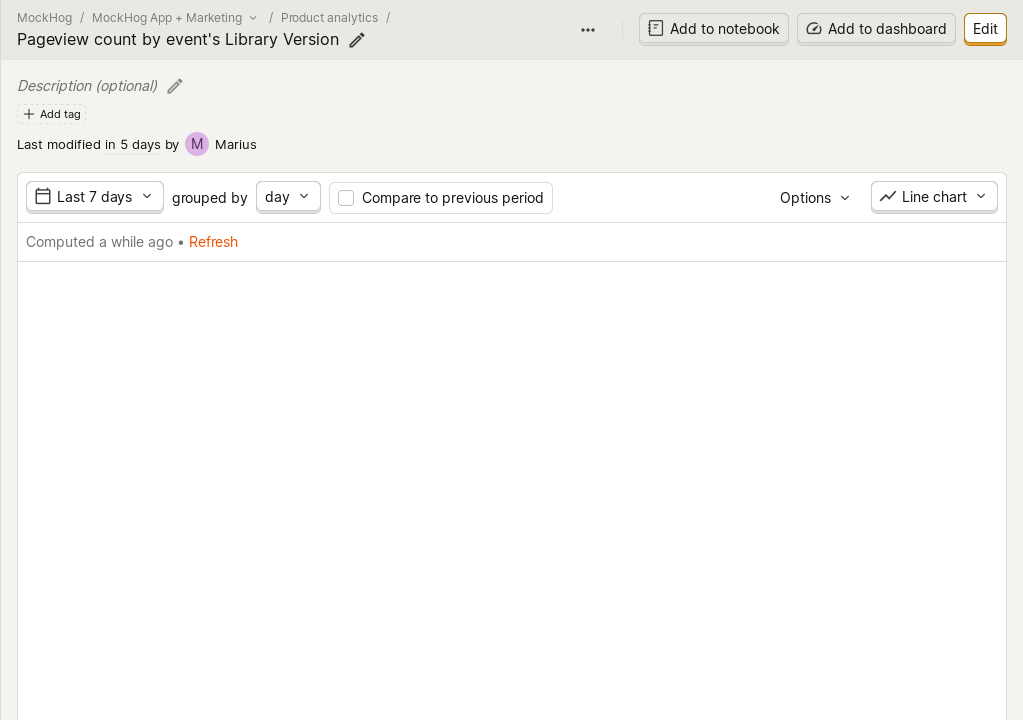 MockHog / MockHog App + Marketing / Product analytics /
Pageview count by event's Library Version
Add to notebook
Add to dashboard
Edit
Description (optional)
Add tag
Last modified in 5 days by M Marius
Last 7 days grouped by day Compare to previous period Options Line chart
Computed a while ago • Refresh